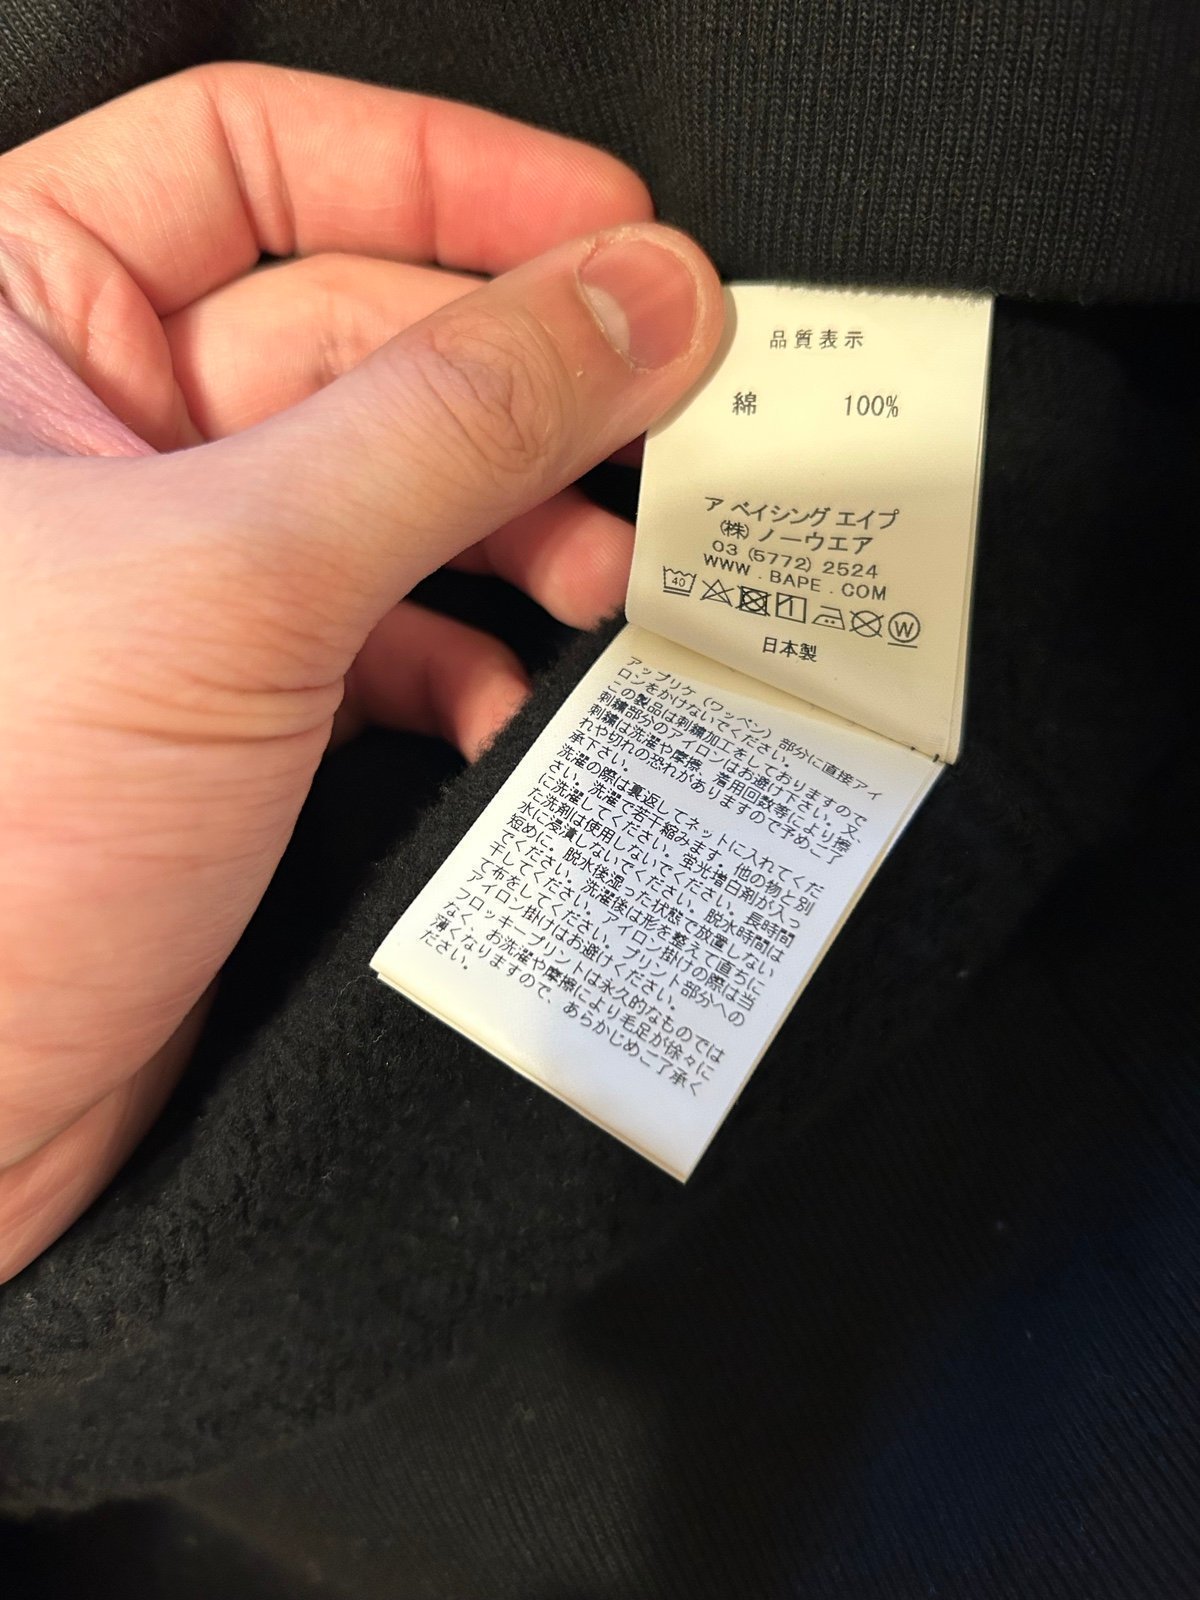 品質表示
綿 100%
ア ベイシング エイプ
(株) ノーウエア
03 (5772) 2524
WWW . BAPE . COM
40
W
日本製
アップリケ（ワッペン）部分に直接アイ
ロンをかけないでください。
この製品は刺繍加工をしておりますので
刺繍部分のアイロンはお避け下さい。又、
刺繍は洗濯や摩擦、着用回数等により擦
れや切れの恐れがありますので予めご了
承下さい。
洗濯の際は裏返してネットに入れてくだ
さい。洗濯で若干縮みます。他の物と別
に洗濯してください。蛍光増白剤が入っ
た洗剤は使用しないでください。長時間
水に浸漬しないでください。脱水時間は
短めに。脱水後湿った状態で放置しない
でください。洗濯後は形を整えて直ちに
干してください。アイロン掛けの際は当
て布をしてください。プリント部分への
アイロン掛けはお避けください。
フロッキープリントは永久的なものでは
なく、お洗濯や摩擦により毛足が徐々に
薄くなりますので、あらかじめご了承く
ださい。